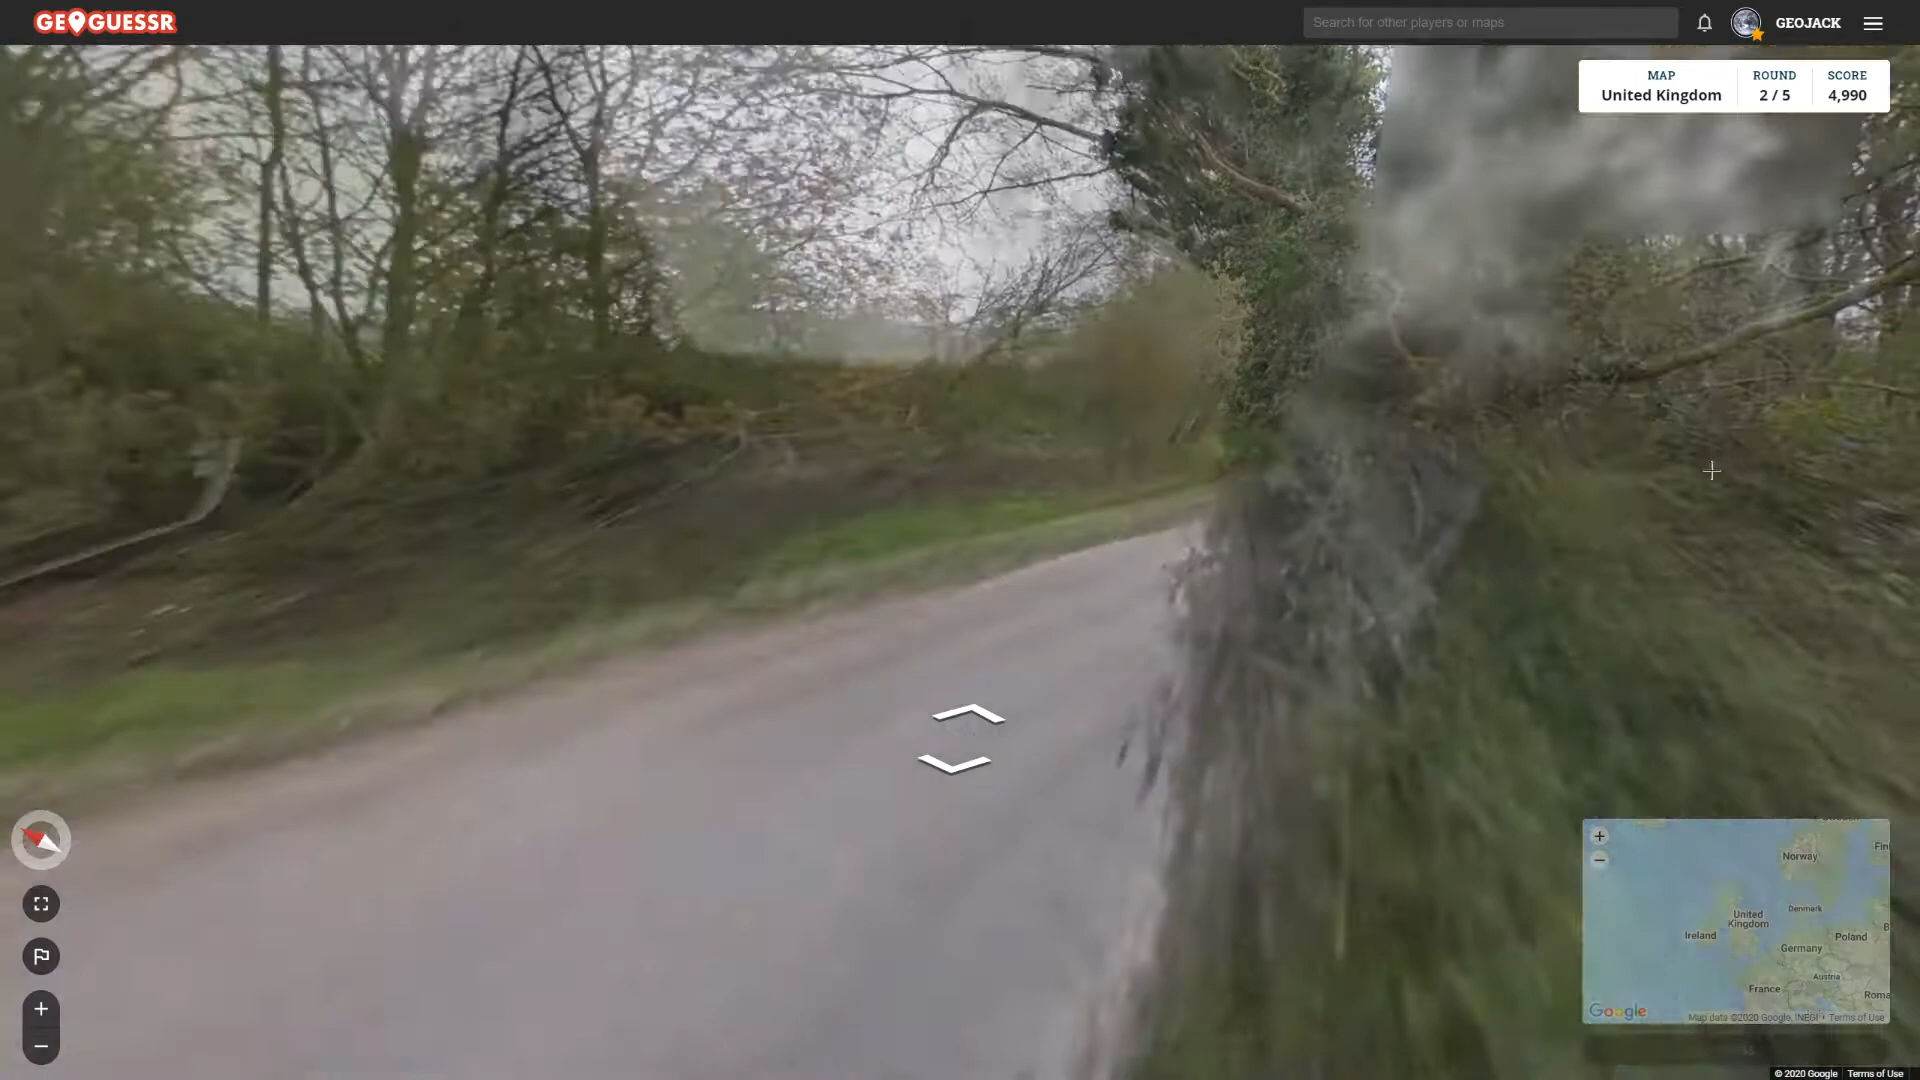 GEOGUESSR
Search for other players or maps
GEOJACK
MAP
United Kingdom
ROUND
2 / 5
SCORE
4,990
Norway
Fin
United
Kingdom
Denmark
Ireland
Poland
B
Germany
Austria
France
Roma
Google
Map data ©2020 Google, INEGI
Terms of Use
© 2020 Google
Terms of Use